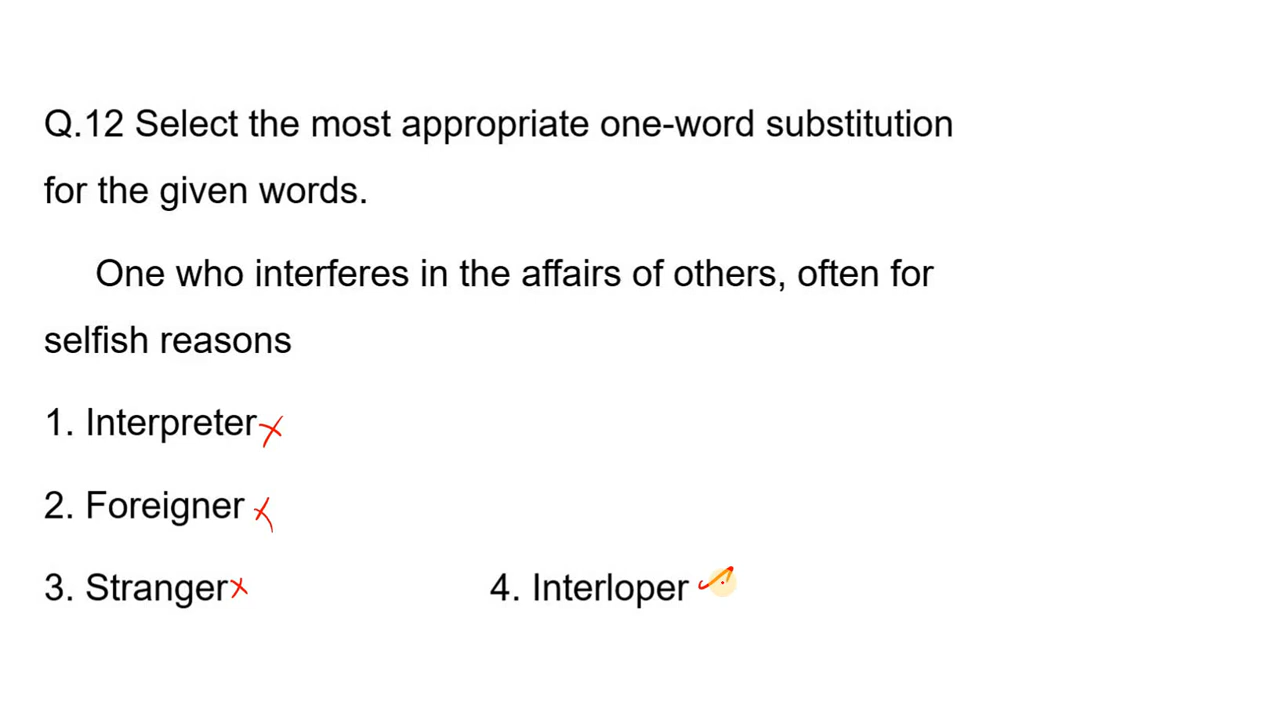 Q.12 Select the most appropriate one-word substitution
for the given words.
One who interferes in the affairs of others, often for
selfish reasons
1. Interpreter
2. Foreigner
3. Stranger 4. Interloper